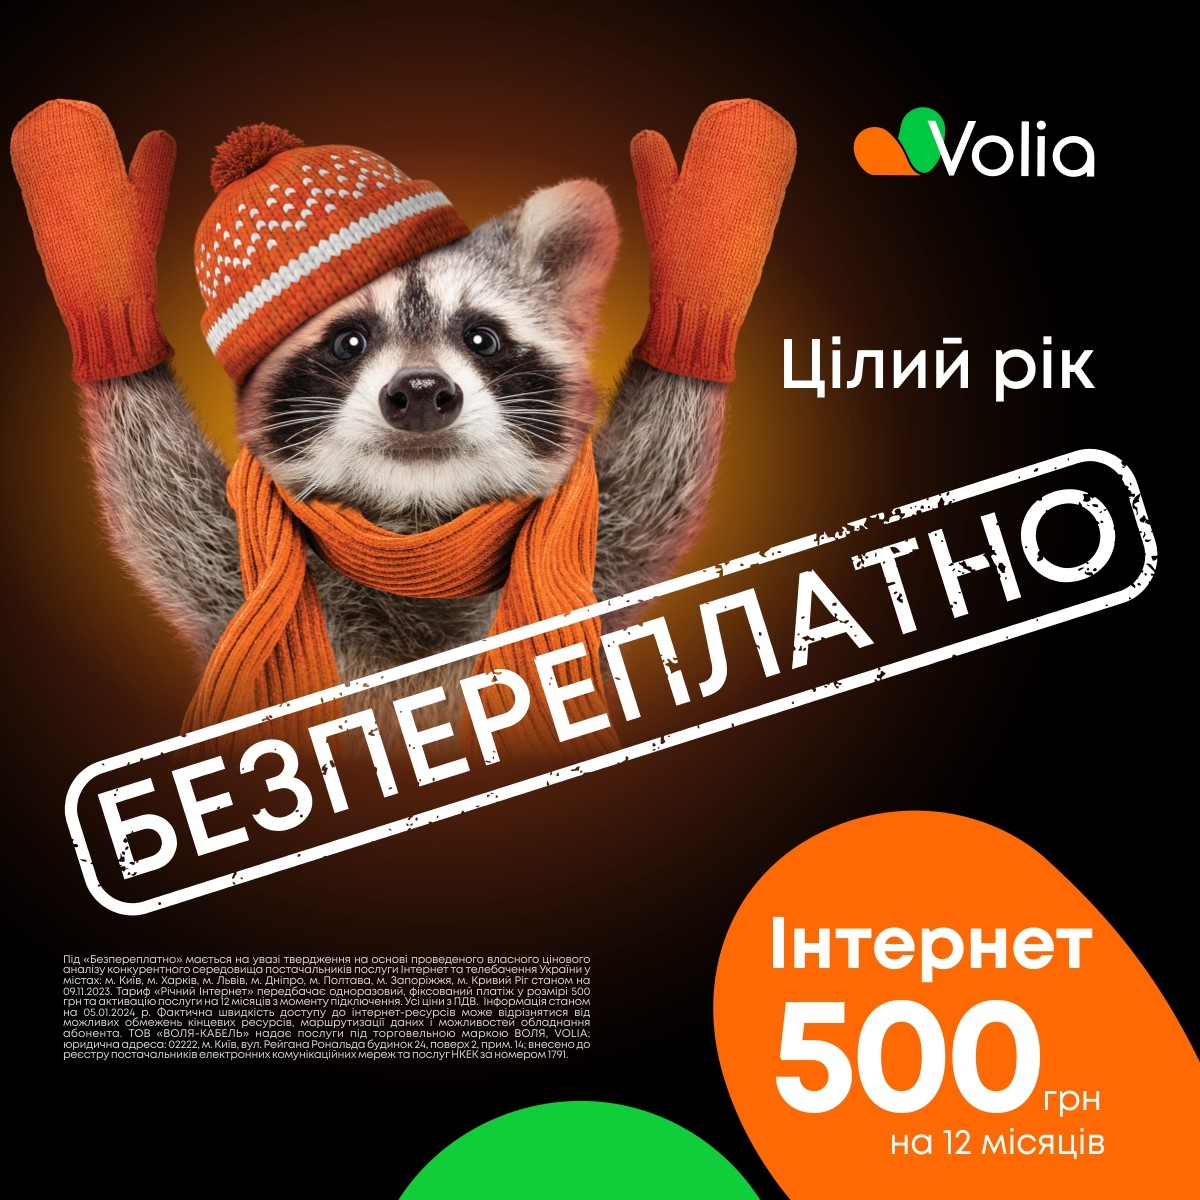 Volia
Цілий рік
БЕЗПЕРЕПЛАТНО
Під «Безпереплатно» мається на увазі твердження на основі проведеного власного цінового
аналізу конкурентного середовища постачальників послуги Інтернет та телебачення України у
містах: м. Київ, м. Харків, м. Львів, м. Дніпро, м. Полтава, м. Запоріжжя, м. Кривий Ріг станом на
09.11.2023. Тариф «Річний Інтернет» передбачає одноразовий, фіксований платіж у розмірі 500
грн та активацію послуги на 12 місяців з моменту підключення. Усі ціни з ПДВ. Інформація станом
на 05.01.2024 р. Фактична швидкість доступу до інтернет-ресурсів може відрізнятися від
можливих обмежень кінцевих ресурсів, маршрутизації даних і можливостей обладнання
абонента. ТОВ «ВОЛЯ-КАБЕЛЬ» надає послуги під торговельною маркою ВОЛЯ, VOLIA;
юридична адреса: 02222, м. Київ, вул. Рейгана Рональда будинок 24, поверх 2, прим. 14; внесено до
реєстру постачальників електронних комунікаційних мереж та послуг НКЕК за номером 1791.
Інтернет
500 грн
на 12 місяців